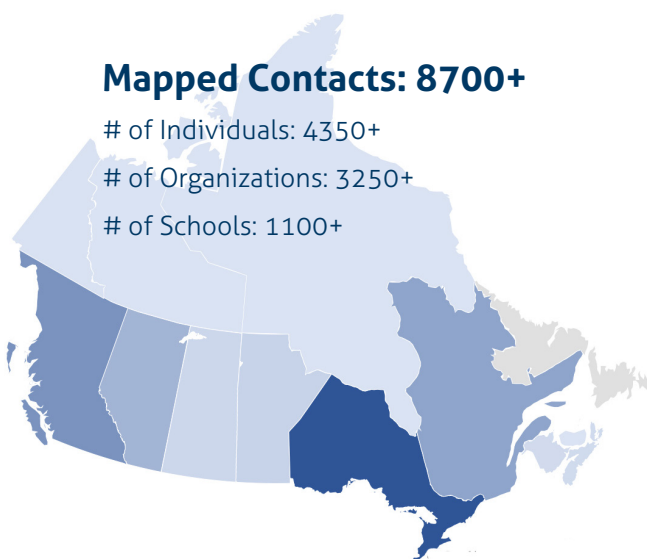 Mapped Contacts: 8700+
# of Individuals: 4350+
# of Organizations: 3250+
# of Schools: 1100+